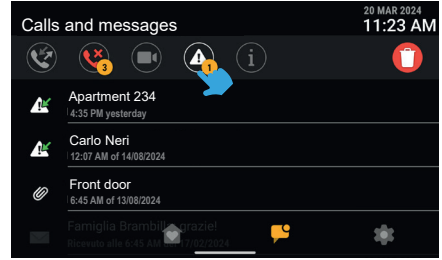 20 MAR 2024
Calls and messages
11:23 AM
3
1
i
Apartment 234
4:35 PM yesterday
Carlo Neri
12:07 AM of 14/08/2024
Front door
6:45 AM of 13/08/2024
Famiglia Brambilla grazie!
Ricevuto alle 6:45 AM 17/02/2024